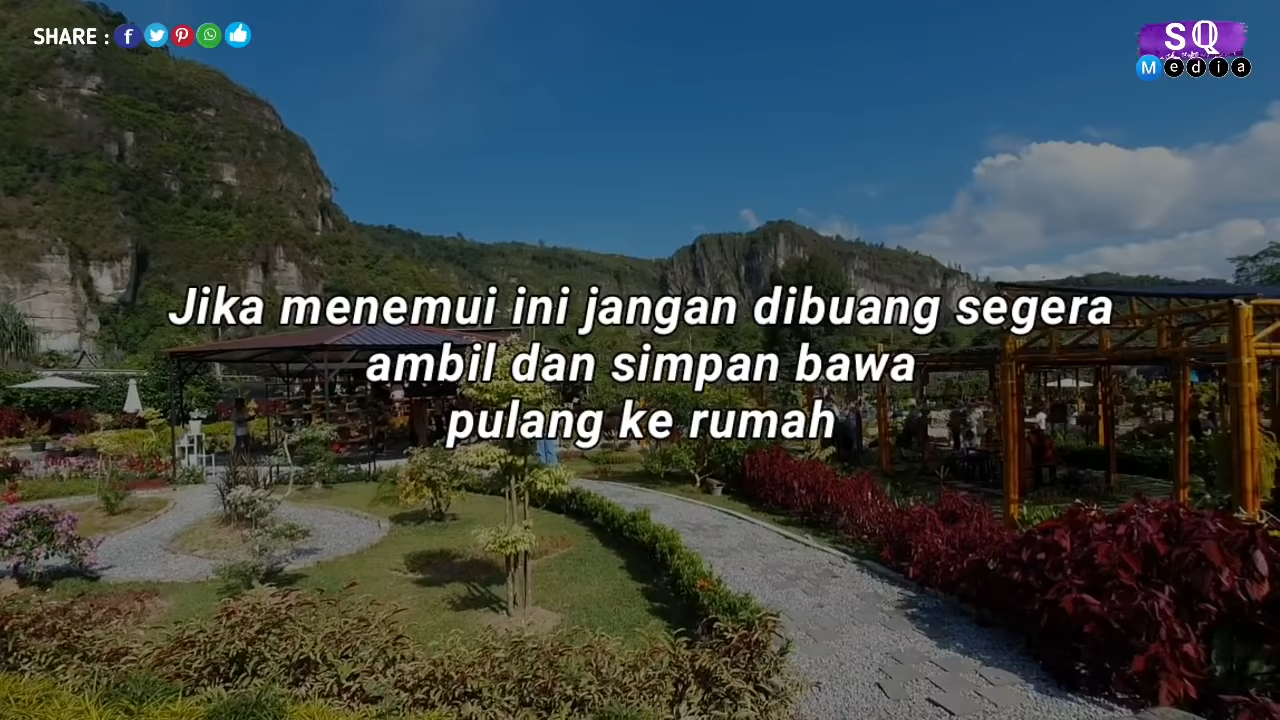 SHARE :
SQ
Media
Jika menemui ini jangan dibuang segera
ambil dan simpan bawa
pulang ke rumah